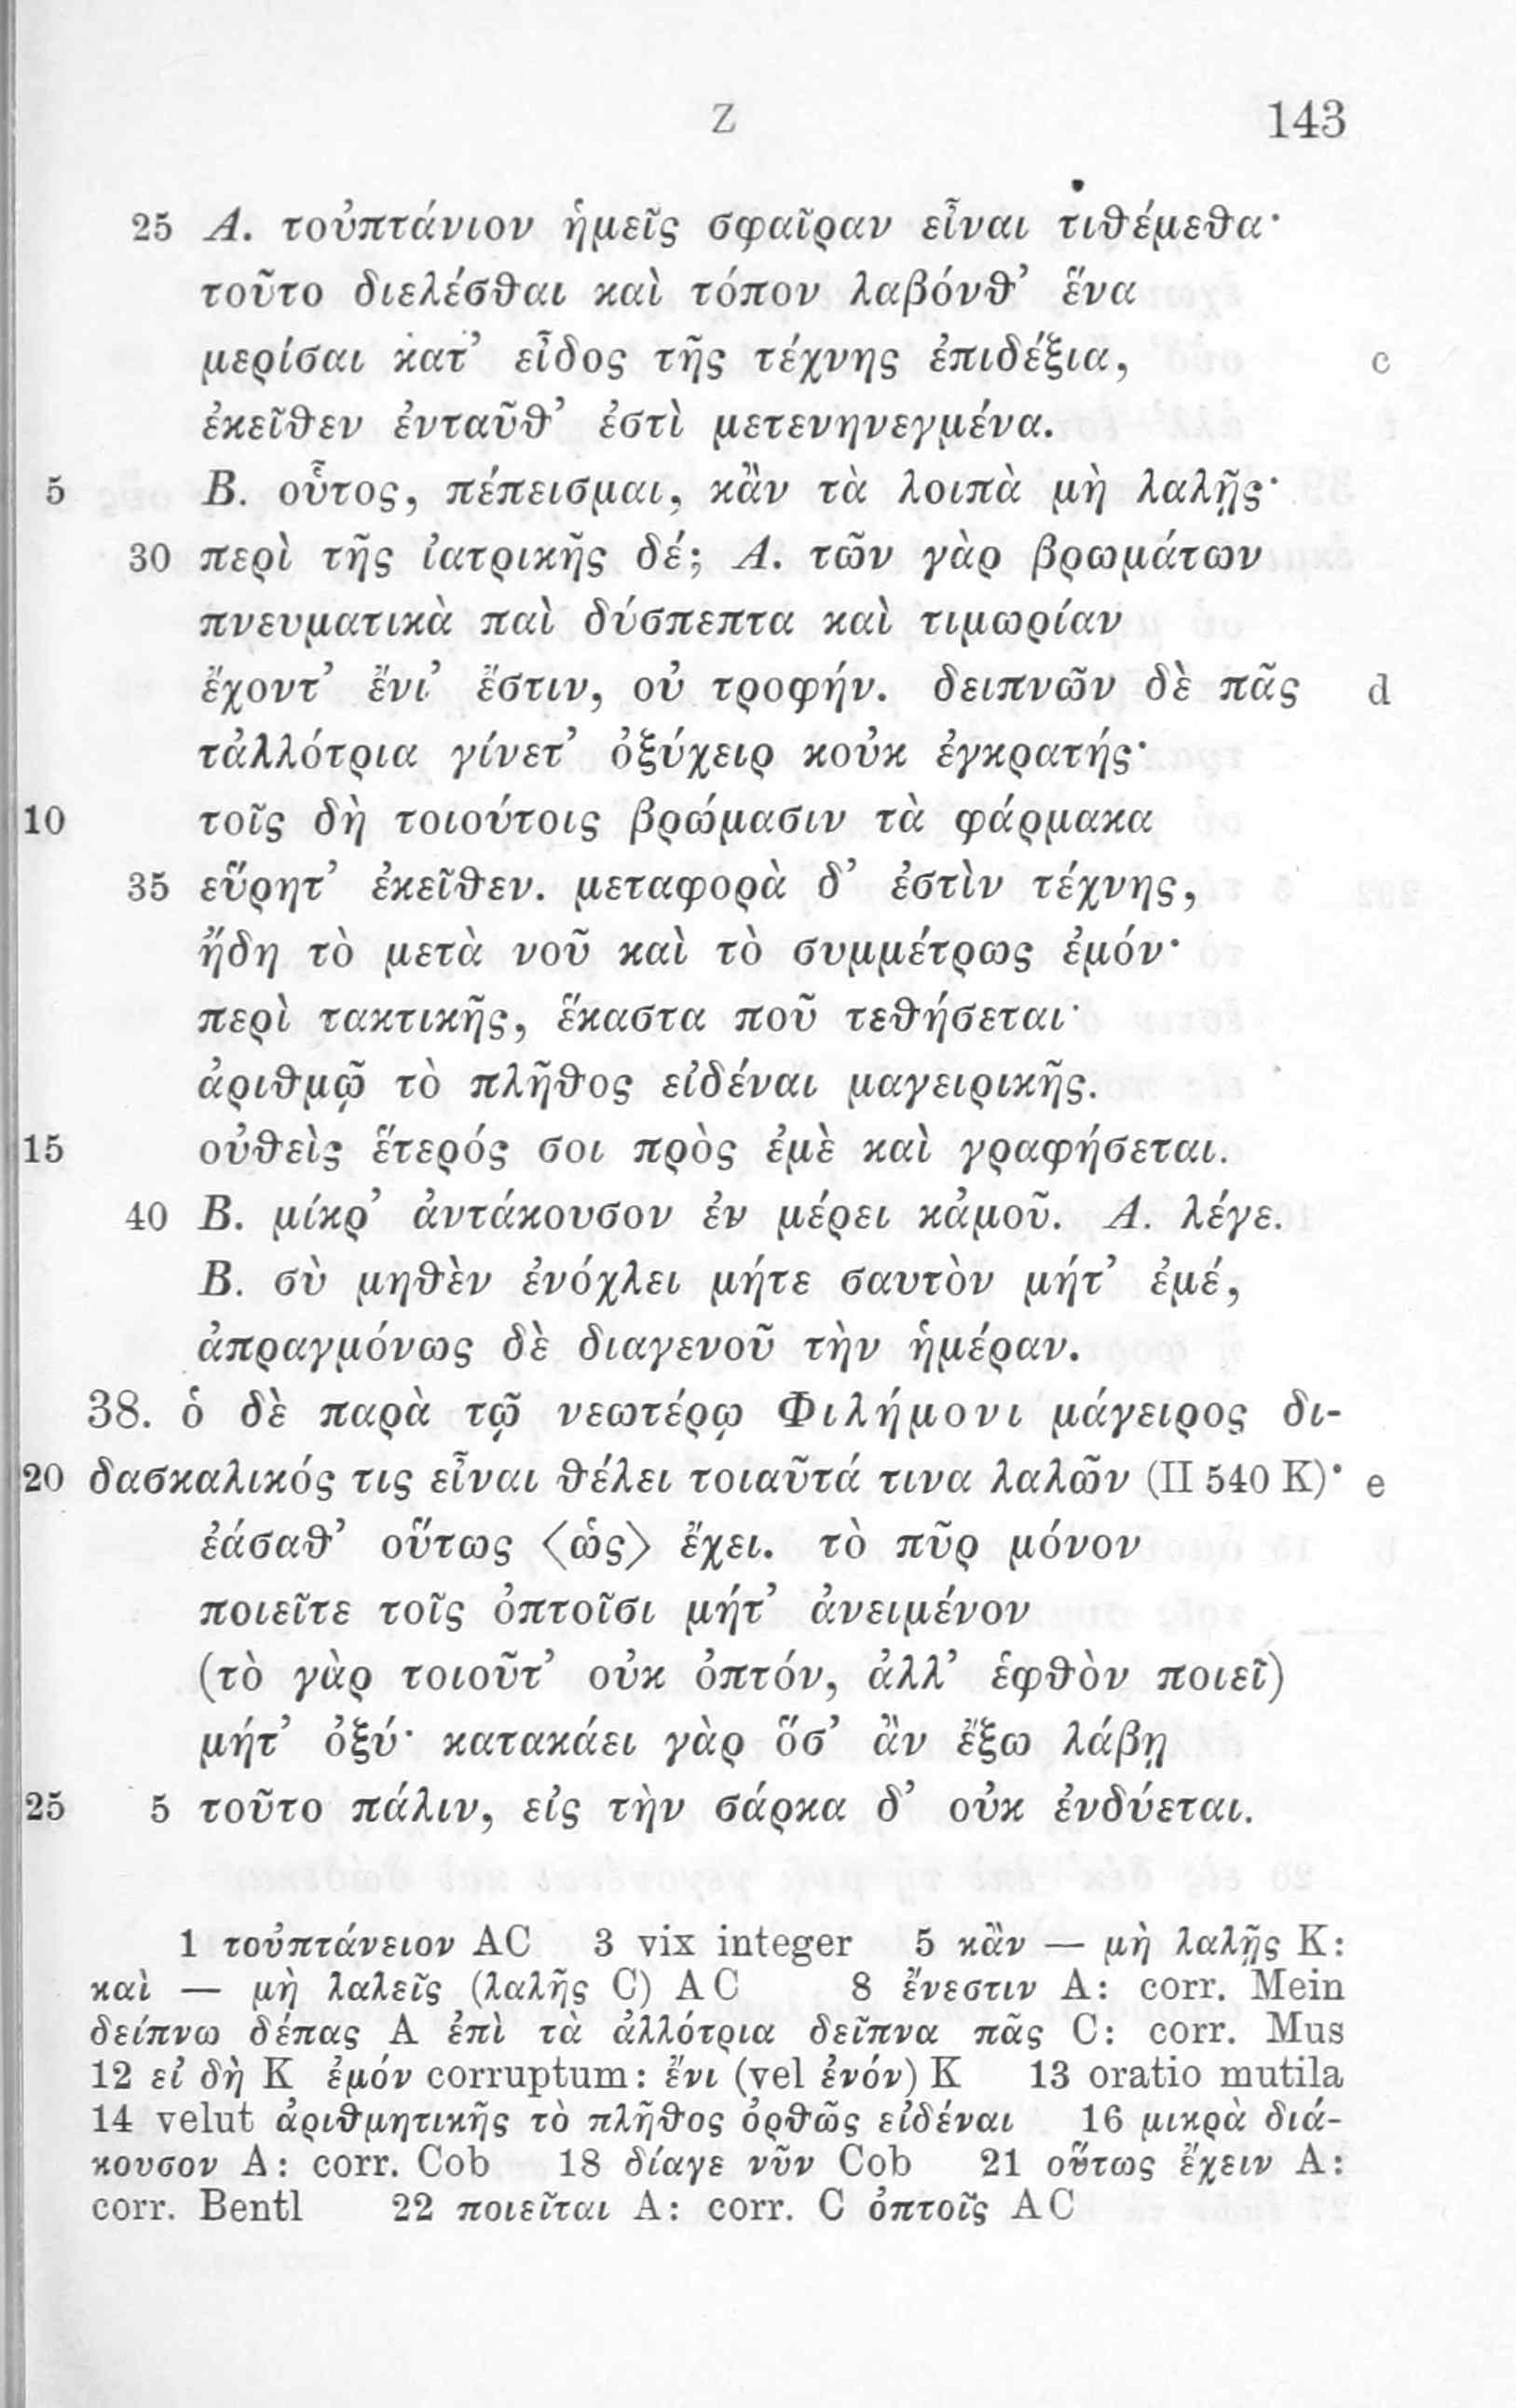 Z 143
25 Α. τοὐπτάνιον ἡμεῖς σφαῖραν εἶναι τιθέμεθα·
τοῦτο διελέσθαι καὶ τόπον λαβόνθ’ ἕνα
μερίσαι κατ’ εἶδος τῆς τέχνης ἐπιδέξια, c
ἐκεῖθεν ἐνταῦθ’ ἐστὶ μετενηνεγμένα.
5 Β. οὗτος, πέπεισμαι, κἂν τὰ λοιπὰ μὴ λαλῇς·
30 περὶ τῆς ἰατρικῆς δέ; Α. τῶν γὰρ βρωμάτων
πνευματικὰ παὶ δύσπεπτα καὶ τιμωρίαν
ἔχοντ’ ἔνι’ ἔστιν, οὐ τροφήν. δειπνῶν δὲ πᾶς d
τἀλλότρια γίνετ’ ὀξύχειρ κοὐκ ἐγκρατής·
10 τοῖς δὴ τοιούτοις βρώμασιν τὰ φάρμακα
35 εὕρητ’ ἐκεῖθεν. μεταφορὰ δ’ ἐστὶν τέχνης,
ἤδη τὸ μετὰ νοῦ καὶ τὸ συμμέτρως ἐμόν·
περὶ τακτικῆς, ἕκαστα ποῦ τεθήσεται·
ἀριθμῷ τὸ πλῆθος εἰδέναι μαγειρικῆς.
15 οὐθεὶς ἕτερός σοι πρὸς ἐμὲ καὶ γραφήσεται.
40 Β. μίκρ’ ἀντάκουσον ἐν μέρει κἀμοῦ. Α. λέγε.
Β. σὺ μηθὲν ἐνόχλει μήτε σαυτὸν μήτ’ ἐμέ,
ἀπραγμόνως δὲ διαγενοῦ τὴν ἡμέραν.
38. ὁ δὲ παρὰ τῷ νεωτέρῳ Φιλήμονι μάγειρος δι-
20 δασκαλικός τις εἶναι θέλει τοιαῦτά τινα λαλῶν (II 540 K)· e
ἐάσαθ’ οὕτως ⟨ὡς⟩ ἔχει. τὸ πῦρ μόνον
ποιεῖτε τοῖς ὀπτοῖσι μήτ’ ἀνειμένον
(τὸ γὰρ τοιοῦτ’ οὐκ ὀπτόν, ἀλλ’ ἑφθὸν ποιεῖ)
μήτ’ ὀξύ· κατακάει γὰρ ὅσ’ ἂν ἔξω λάβῃ
25 5 τοῦτο πάλιν, εἰς τὴν σάρκα δ’ οὐκ ἐνδύεται.
1 τοὐπτάνειον AC 3 vix integer 5 κἂν — μὴ λαλῇς K:
καὶ — μὴ λαλεῖς (λαλῆς C) AC 8 ἔνεστιν A: corr. Mein
δείπνω δέπας A ἐπὶ τὰ ἀλλότρια δεῖπνα πᾶς C: corr. Mus
12 εἰ δὴ K ἐμόν corruptum: ἔνι (vel ἐνόν) K 13 oratio mutila
14 velut ἀριθμητικῆς τὸ πλῆθος ὀρθῶς εἰδέναι 16 μικρὰ διά-
κουσον A: corr. Cob 18 δίαγε νῦν Cob 21 οὕτως ἔχειν A:
corr. Bentl 22 ποιεῖται A: corr. C ὀπτοῖς AC